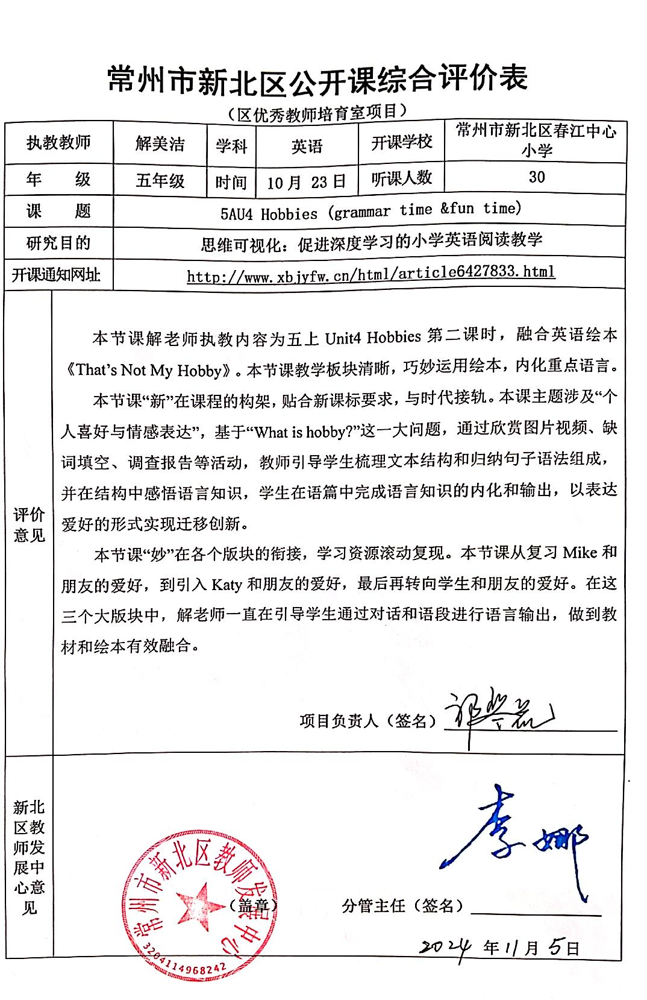 常州市新北区公开课综合评价表
（区优秀教师培育室项目）
执教教师 解美洁 学科 英语 开课学校 常州市新北区春江中心小学
年 级 五年级 时间 10月 23日 听课人数 30
课 题 5AU4 Hobbies (grammar time &fun time)
研究目的 思维可视化：促进深度学习的小学英语阅读教学
开课通知网址 http://www.xbjyfw.cn/html/article6427833.html
评价意见
本节课解老师执教内容为五上 Unit4 Hobbies 第二课时，融合英语绘本
《That's Not My Hobby》。本节课教学板块清晰，巧妙运用绘本，内化重点语言。
本节课“新”在课程的构架，贴合新课标要求，与时代接轨。本课主题涉及“个
人喜好与情感表达”，基于“What is hobby?”这一大问题，通过欣赏图片视频、缺
词填空、调查报告等活动，教师引导学生梳理文本结构和归纳句子语法组成，
并在结构中感悟语言知识，学生在语篇中完成语言知识的内化和输出，以表达
爱好的形式实现迁移创新。
本节课“妙”在各个版块的衔接，学习资源滚动复现。本节课从复习 Mike 和
朋友的爱好，到引入 Katy 和朋友的爱好，最后再转向学生和朋友的爱好。在这
三个大版块中，解老师一直在引导学生通过对话和语段进行语言输出，做到教
材和绘本有效融合。
项目负责人（签名）
新北区教师发展中心意见
李娜
常州市新北区教师发展中心
（盖章） 分管主任（签名）
3204114968242
2024 年 11 月 5 日